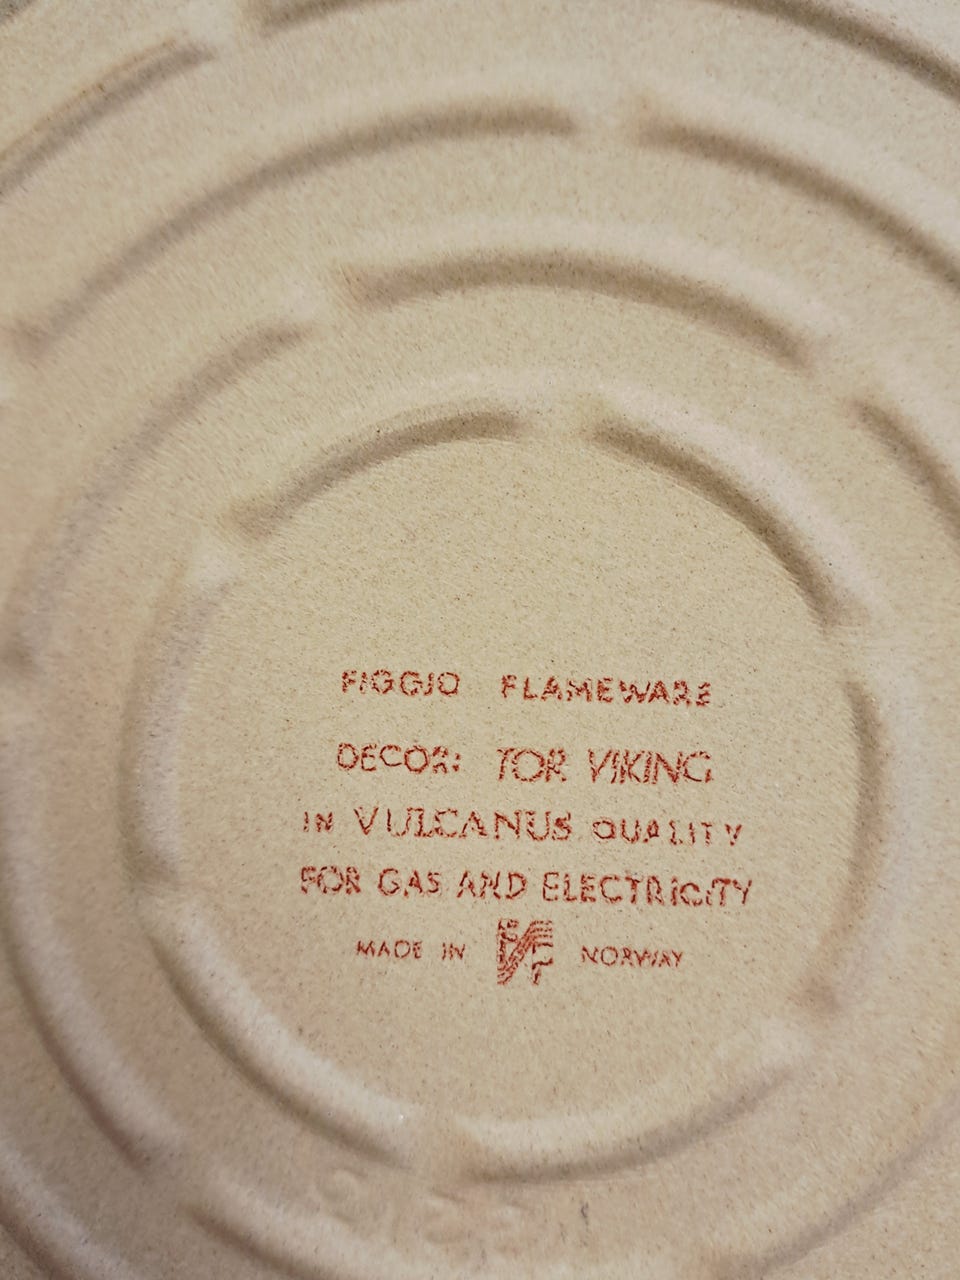 FIGGJO FLAMEWARE
DECOR: TOR VIKING
IN VULCANUS QUALITY
FOR GAS AND ELECTRICITY
MADE IN NORWAY